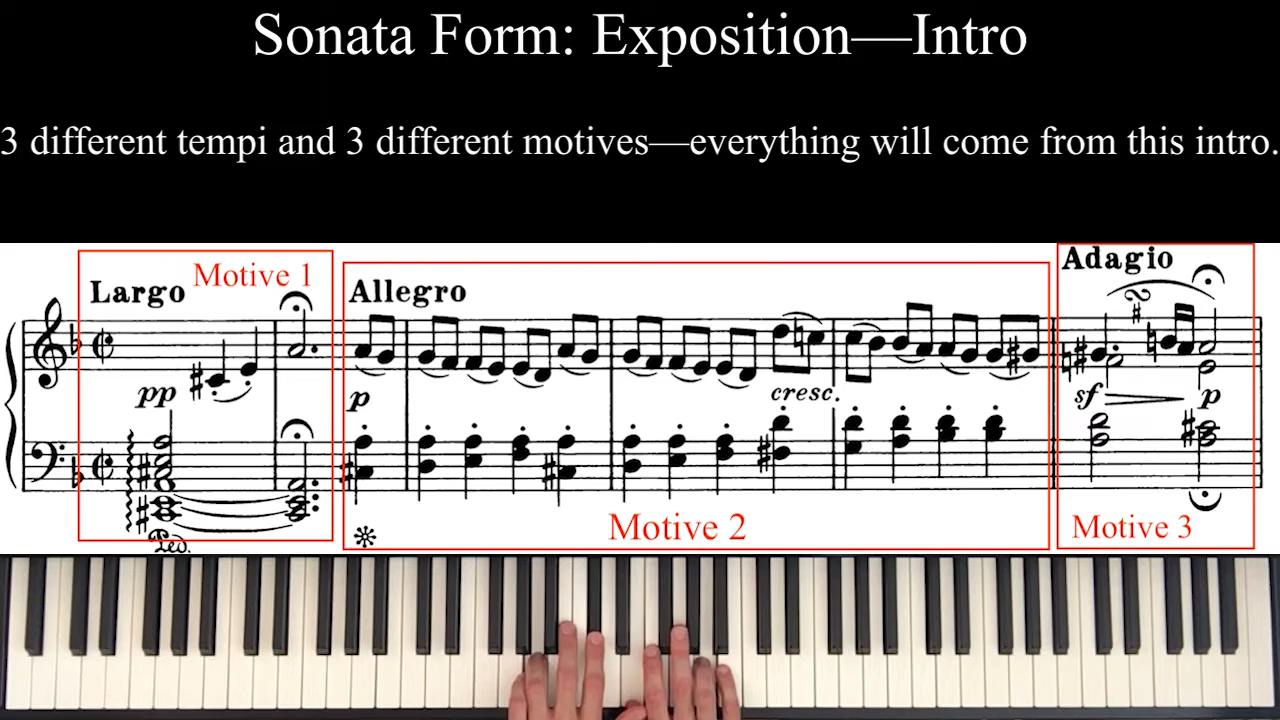 Sonata Form: Exposition—Intro
3 different tempi and 3 different motives—everything will come from this intro.
Motive 1
Largo
Allegro
Adagio
pp
p
cresc.
sf
p
Ped.
Motive 2
Motive 3